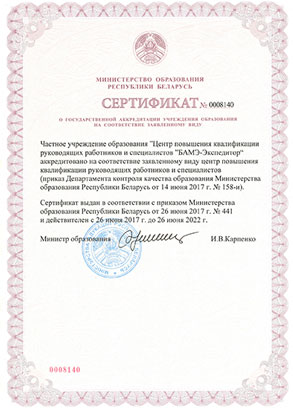 МИНИСТЕРСТВО ОБРАЗОВАНИЯ
РЕСПУБЛИКИ БЕЛАРУСЬ
СЕРТИФИКАТ № 0008140
О ГОСУДАРСТВЕННОЙ АККРЕДИТАЦИИ УЧРЕЖДЕНИЯ ОБРАЗОВАНИЯ
НА СООТВЕТСТВИЕ ЗАЯВЛЕННОМУ ВИДУ
Частное учреждение образования "Центр повышения квалификации
руководящих работников и специалистов "БАМЭ-Экспедитор"
аккредитовано на соответствие заявленному виду центр повышения
квалификации руководящих работников и специалистов
(приказ Департамента контроля качества образования Министерства
образования Республики Беларусь от 14 июня 2017 г. № 158-и).
Сертификат выдан в соответствии с приказом Министерства
образования Республики Беларусь от 26 июня 2017 г. № 441
и действителен с 26 июня 2017 г. до 26 июня 2022 г.
Министр образования И.В.Карпенко
0008140